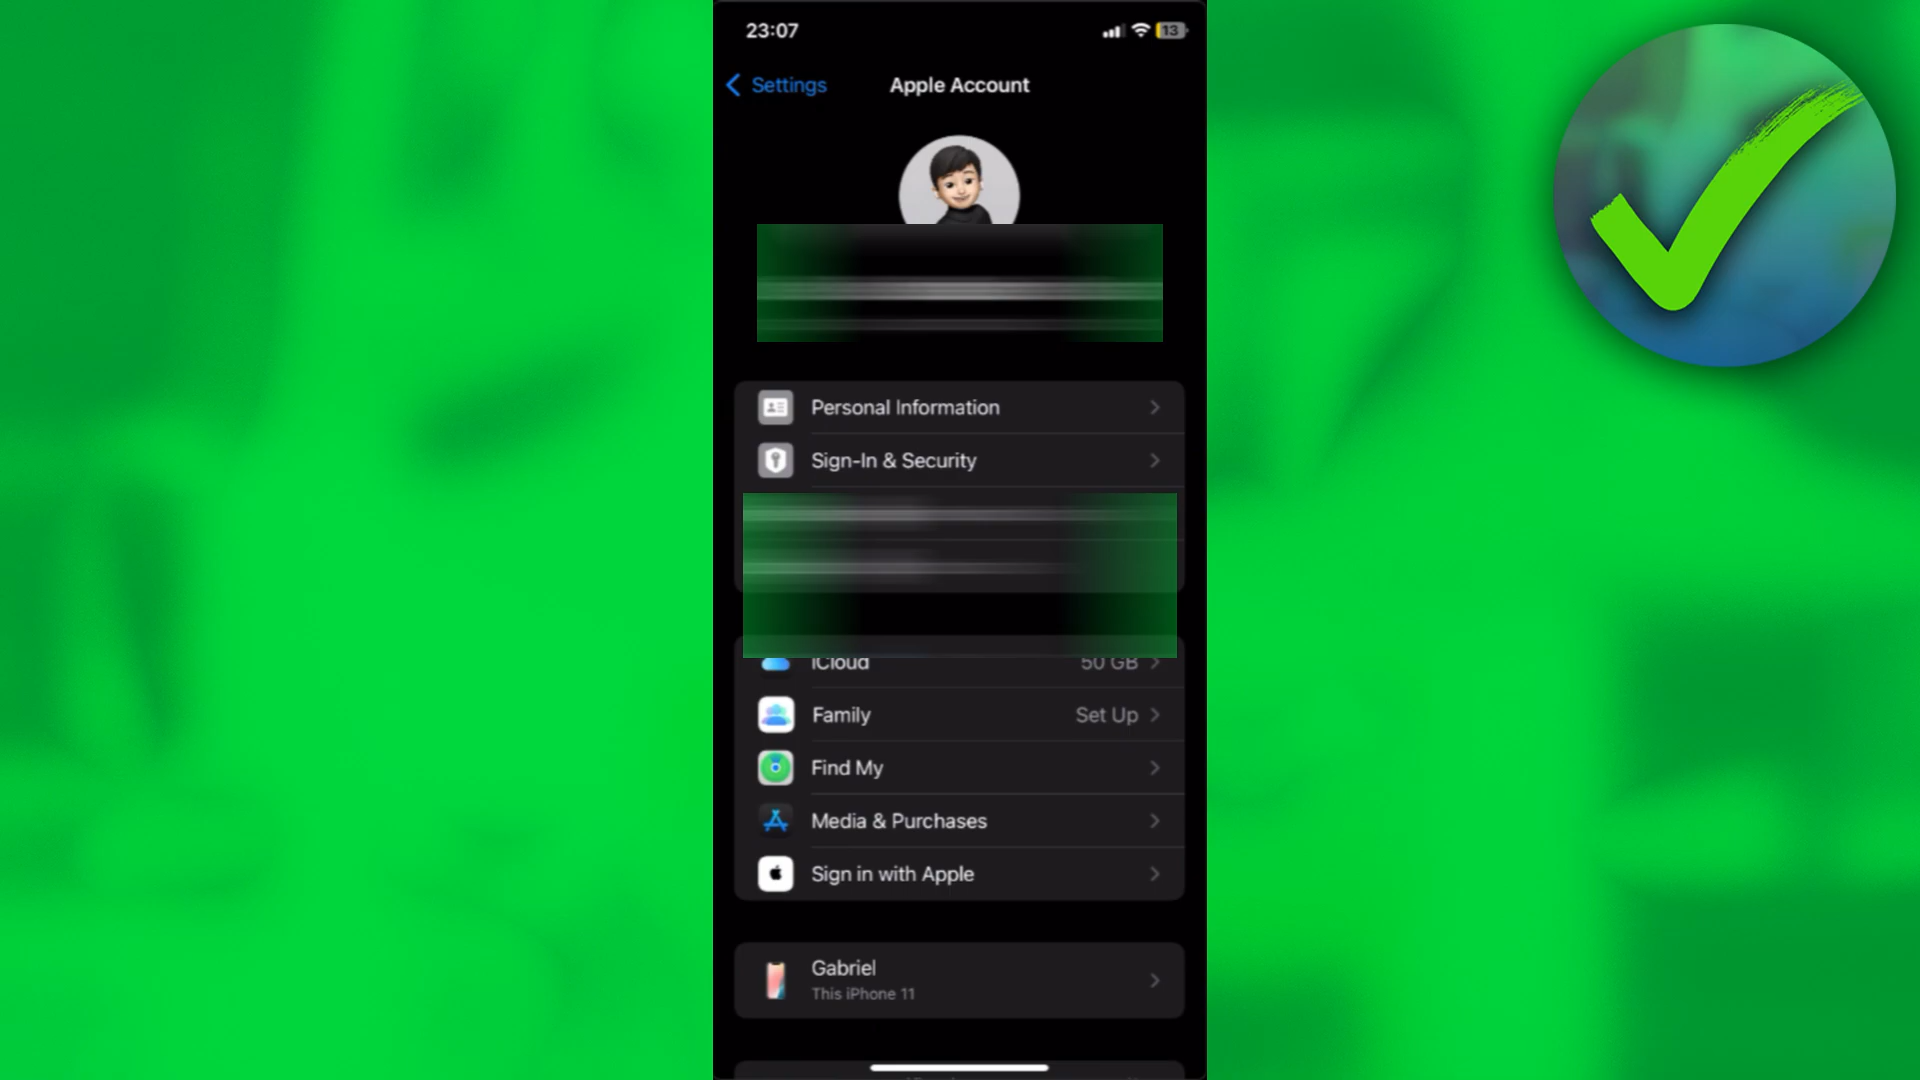 23:07
13
Settings
Apple Account
Personal Information
Sign-In & Security
iCloud
50 GB
Family
Set Up
Find My
Media & Purchases
Sign in with Apple
Gabriel
This iPhone 11